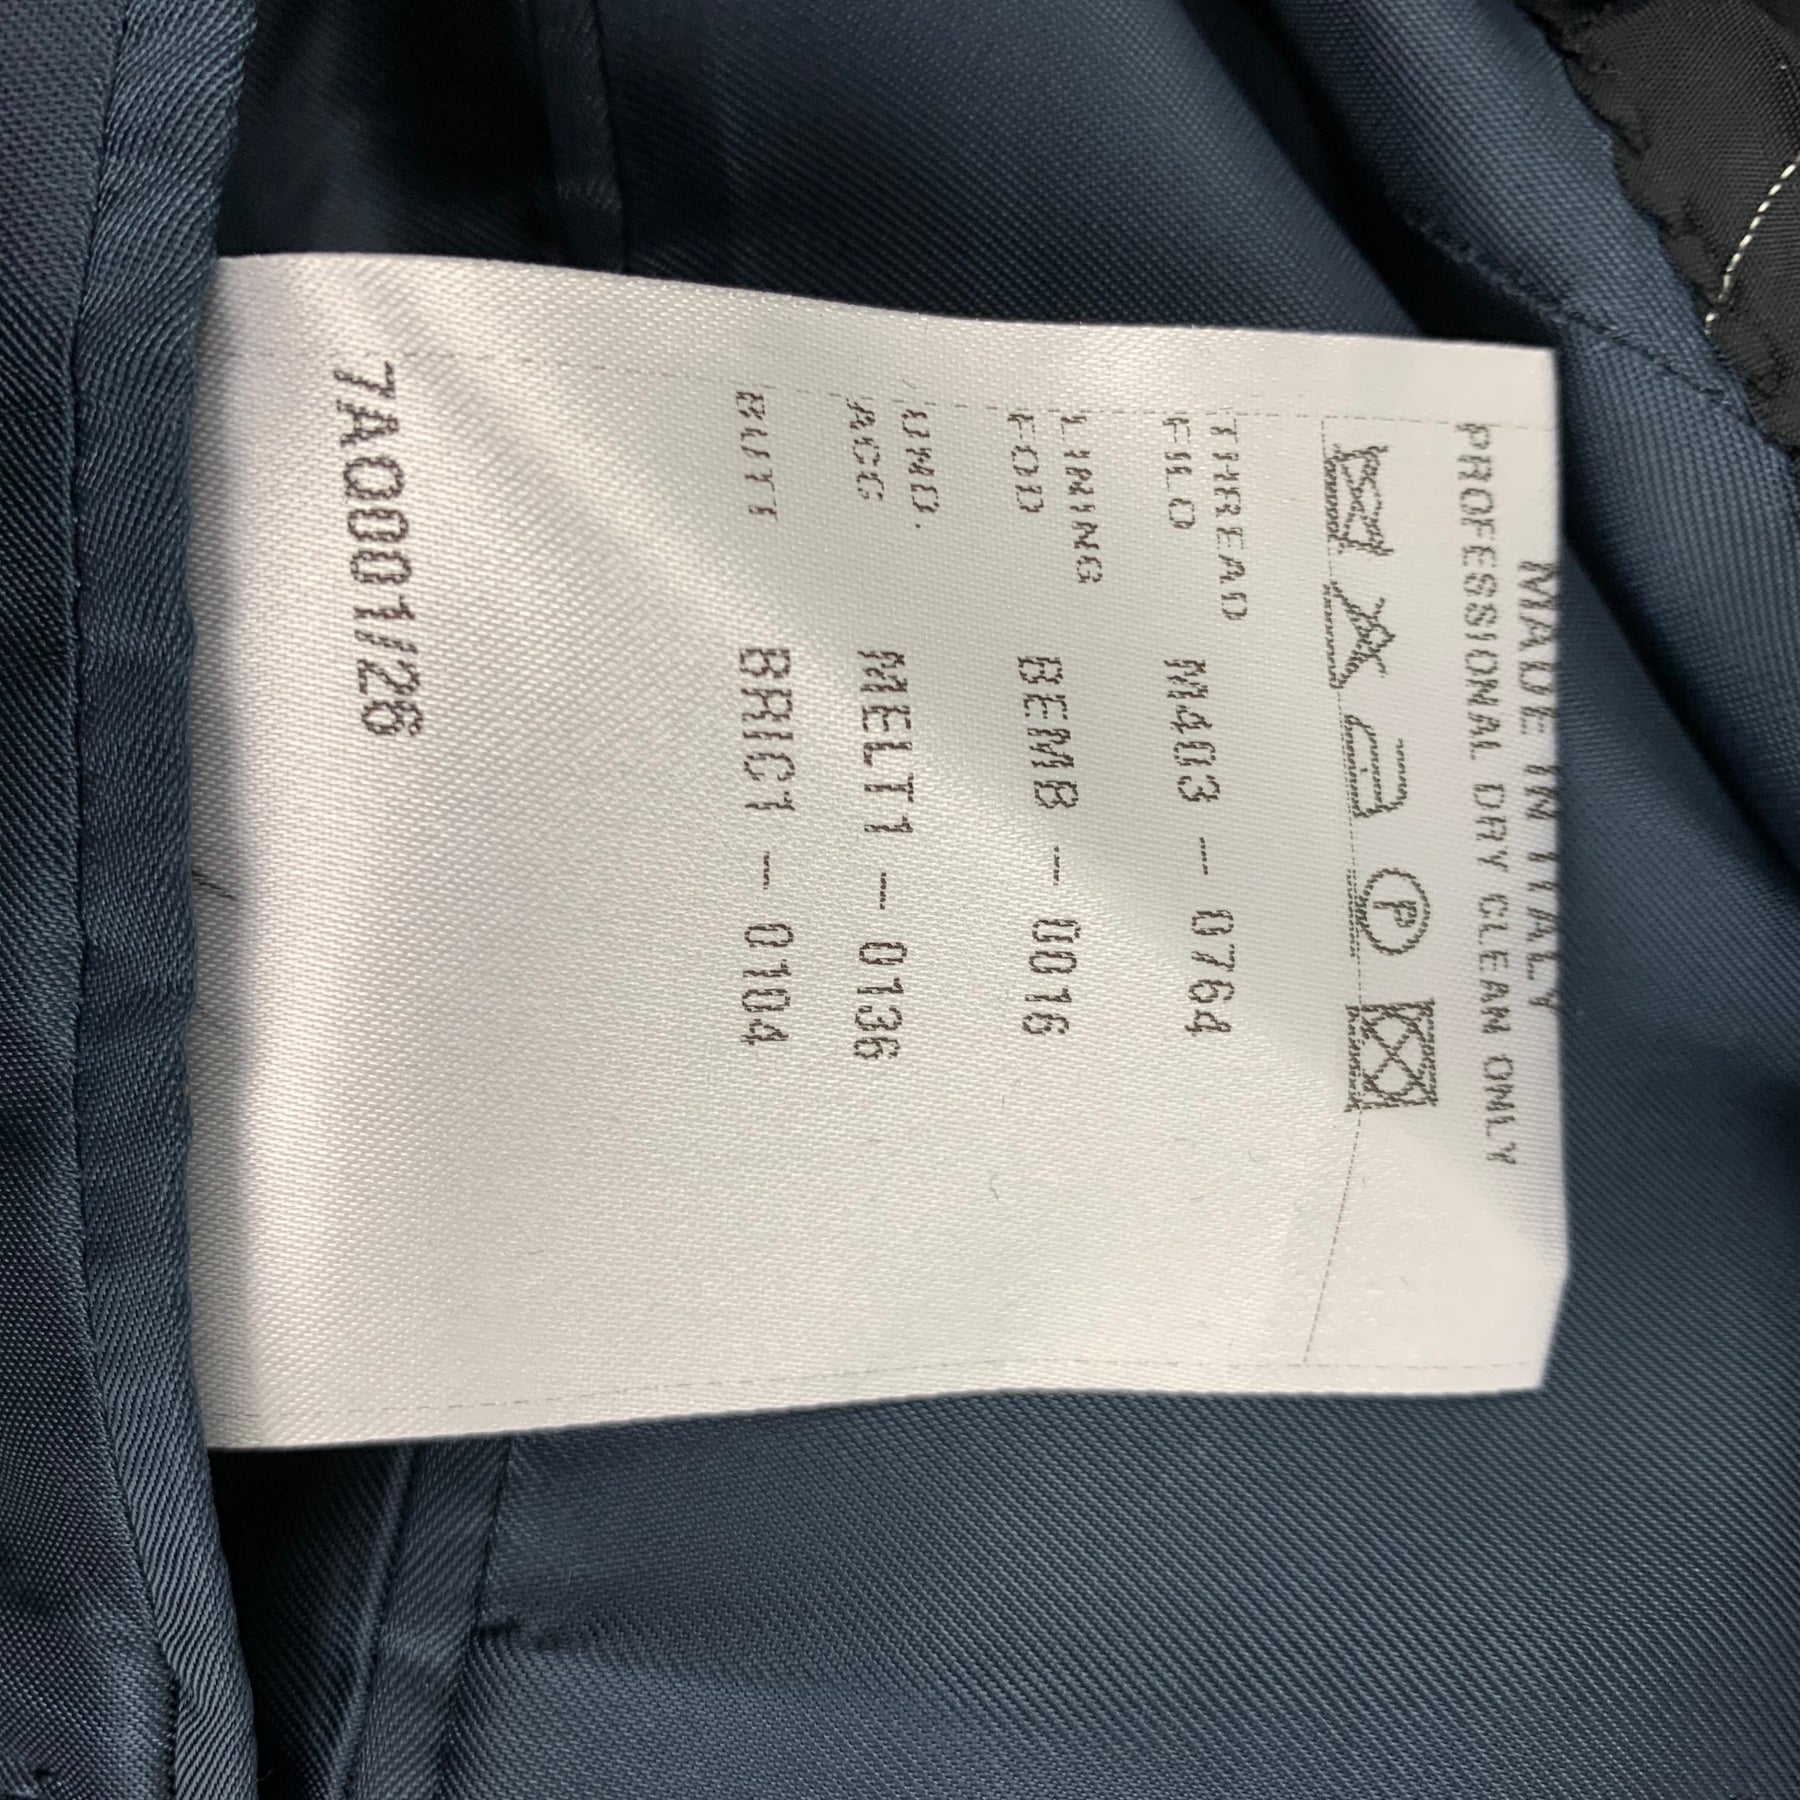 MADE IN ITALY
PROFESSIONAL DRY CLEAN ONLY
P
THREAD
FILO M403 - 0764
LINING
FOD BEMB - 0016
UND.
ACC MELT1 - 0136
BUTT BRIC1 - 0104
7A0001/26